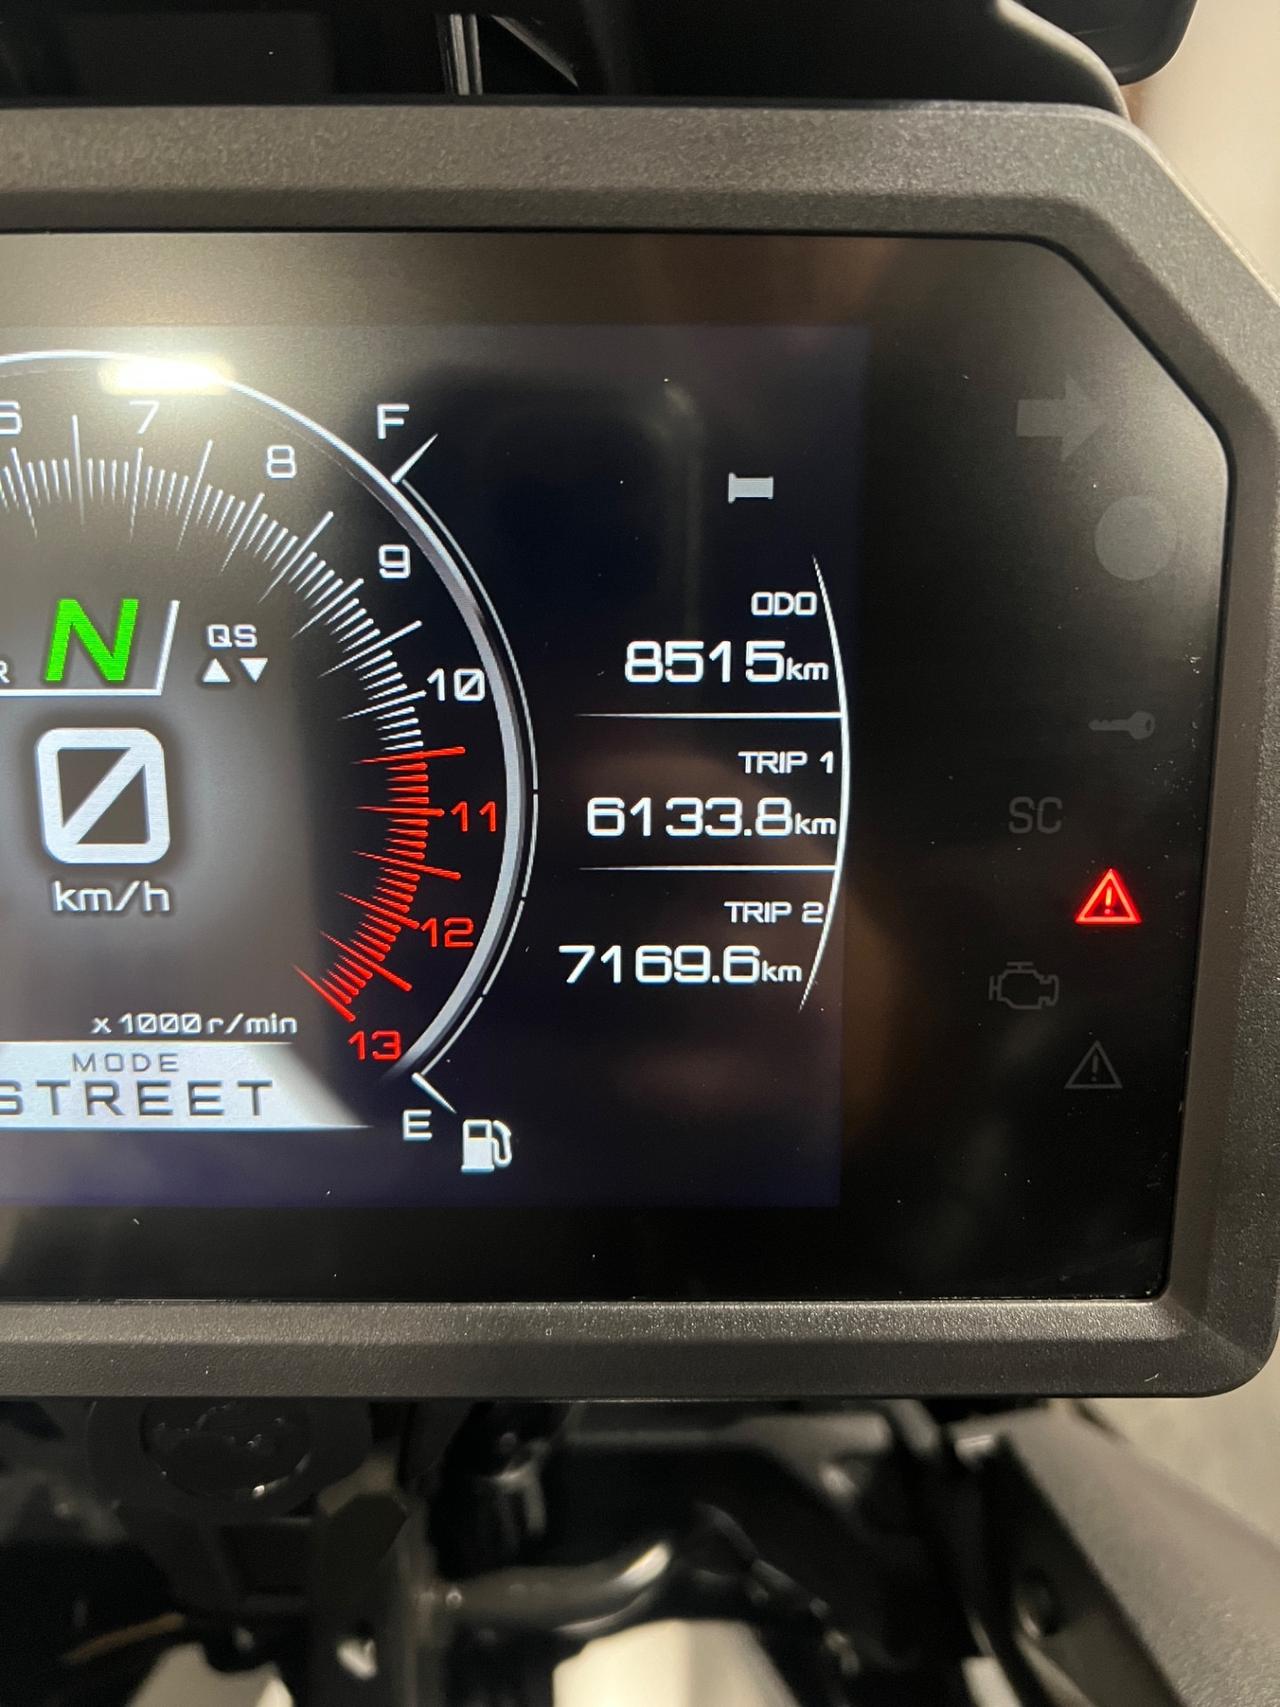 6
7
8
F
9
N
QS
10
0
km/h
11
12
x1000r/min
13
MODE
STREET
E
ODO
8515km
TRIP 1
6133.8km
TRIP 2
7169.6km
SC